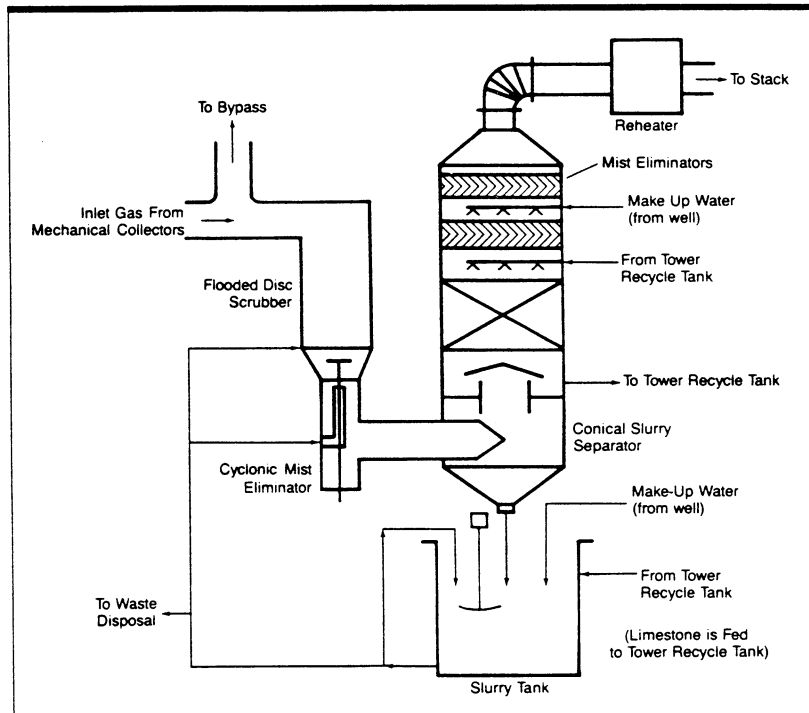 To Stack
Reheater
To Bypass
Mist Eliminators
Inlet Gas From
Mechanical Collectors
Make Up Water
(from well)
From Tower
Recycle Tank
Flooded Disc
Scrubber
To Tower Recycle Tank
Conical Slurry
Separator
Cyclonic Mist
Eliminator
Make-Up Water
(from well)
From Tower
Recycle Tank
To Waste
Disposal
(Limestone is Fed
to Tower Recycle Tank)
Slurry Tank